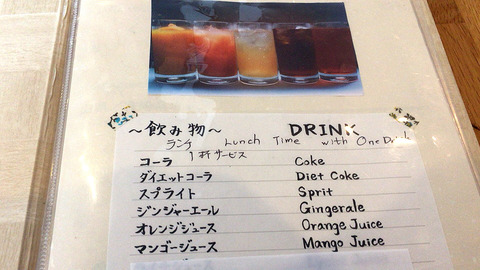 ～飲み物～ DRINK
ランチ Lunch Time with One Drink
1杯サービス
コーラ Coke
ダイエットコーラ Diet Coke
スプライト Sprit
ジンジャーエール Gingerale
オレンジジュース Orange Juice
マンゴージュース Mango Juice